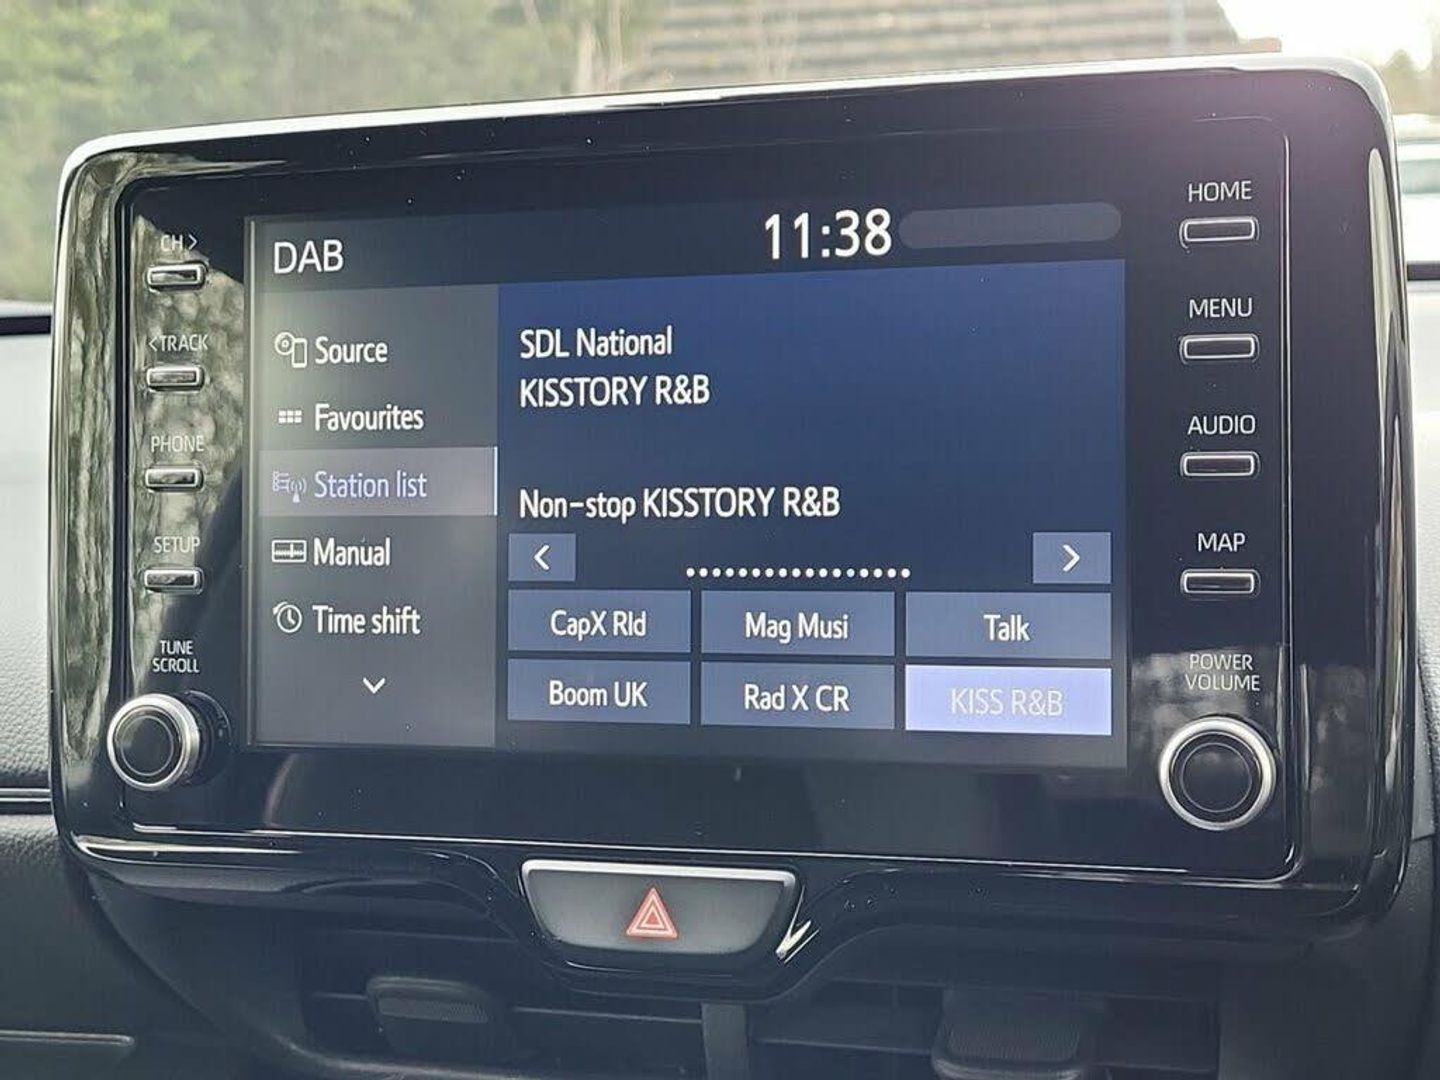 DAB
11:38
Source
Favourites
Station list
Manual
Time shift
SDL National
KISSTORY R&B
Non-stop KISSTORY R&B
CapX Rld
Mag Musi
Talk
Boom UK
Rad X CR
KISS R&B
CH>
<TRACK
PHONE
SETUP
TUNE
SCROLL
HOME
MENU
AUDIO
MAP
POWER
VOLUME